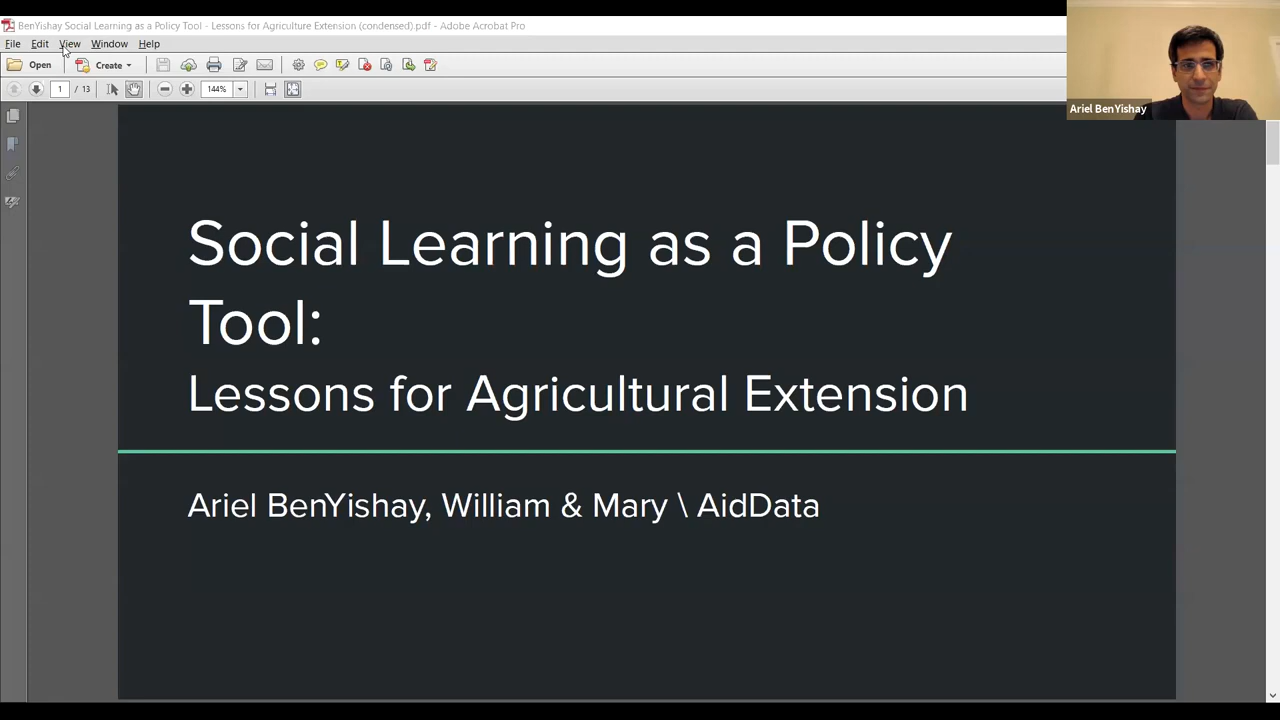 BenYishay Social Learning as a Policy Tool - Lessons for Agriculture Extension (condensed).pdf - Adobe Acrobat Pro
File Edit View Window Help
Open Create
1 / 13 144%
Ariel BenYishay
Social Learning as a Policy
Tool:
Lessons for Agricultural Extension
Ariel BenYishay, William & Mary \ AidData